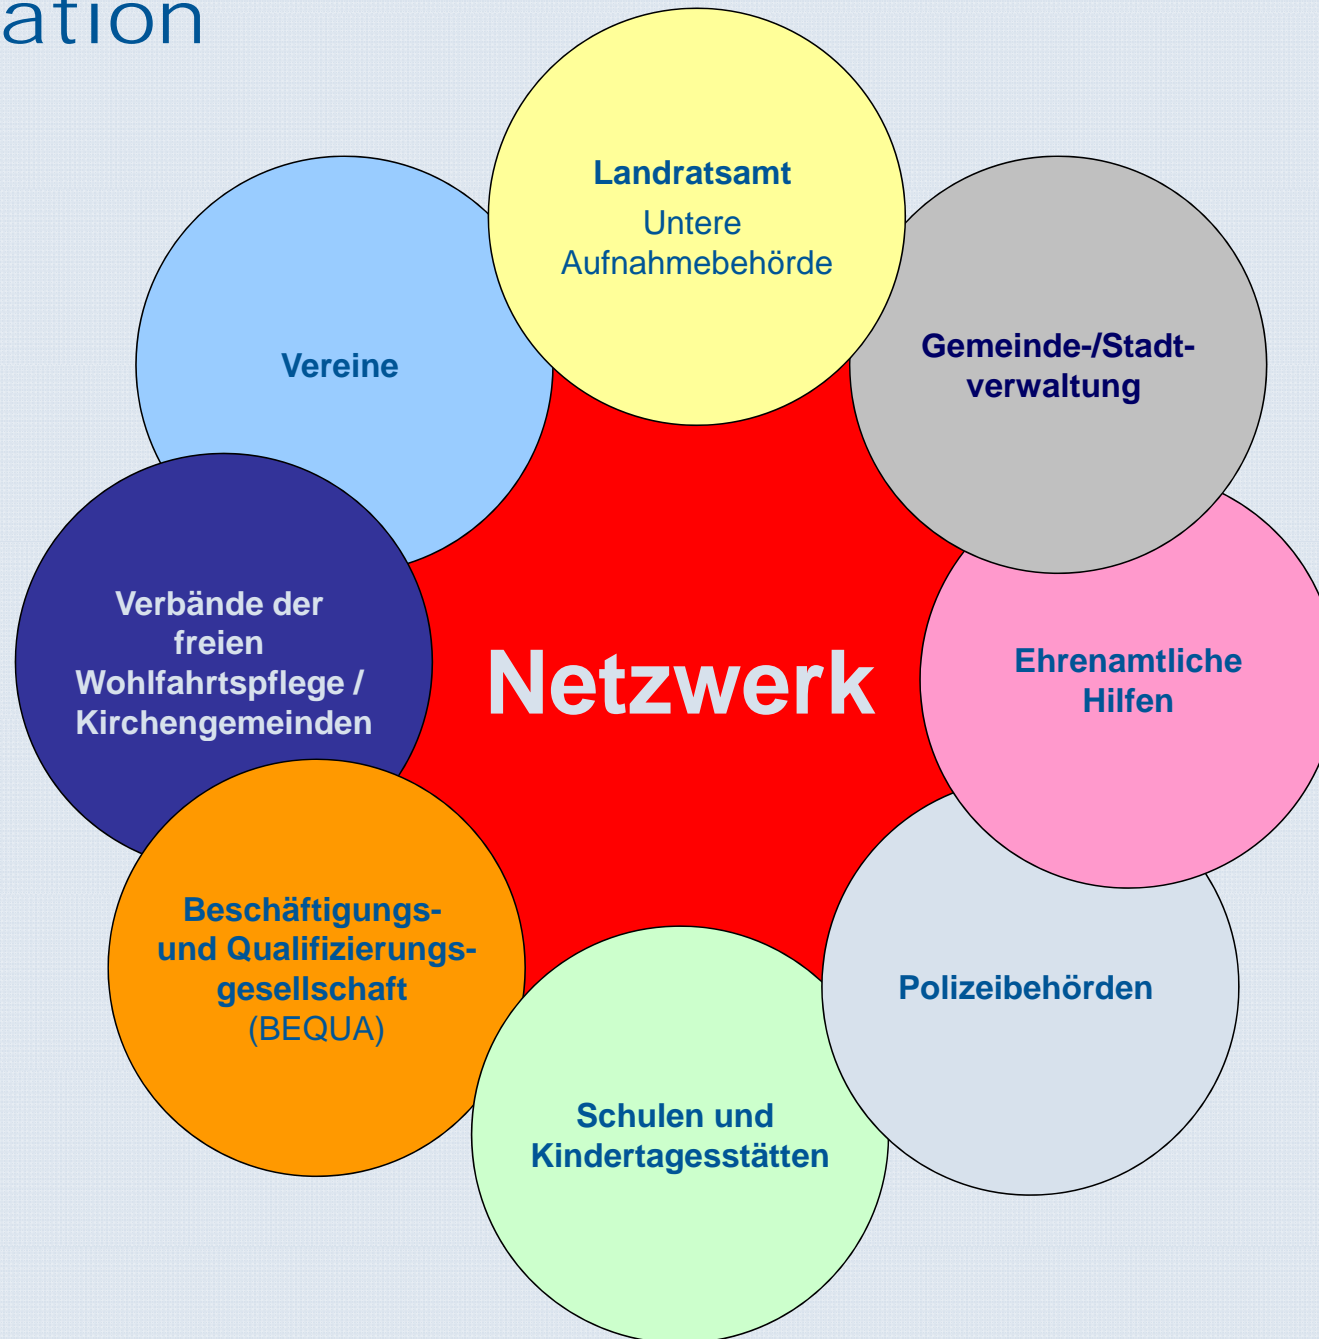 ation
Landratsamt
Untere
Aufnahmebehörde
Vereine
Gemeinde-/Stadt-
verwaltung
Verbände der
freien
Wohlfahrtspflege /
Kirchengemeinden
Netzwerk
Ehrenamtliche
Hilfen
Beschäftigungs-
und Qualifizierungs-
gesellschaft
(BEQUA)
Polizeibehörden
Schulen und
Kindertagesstätten